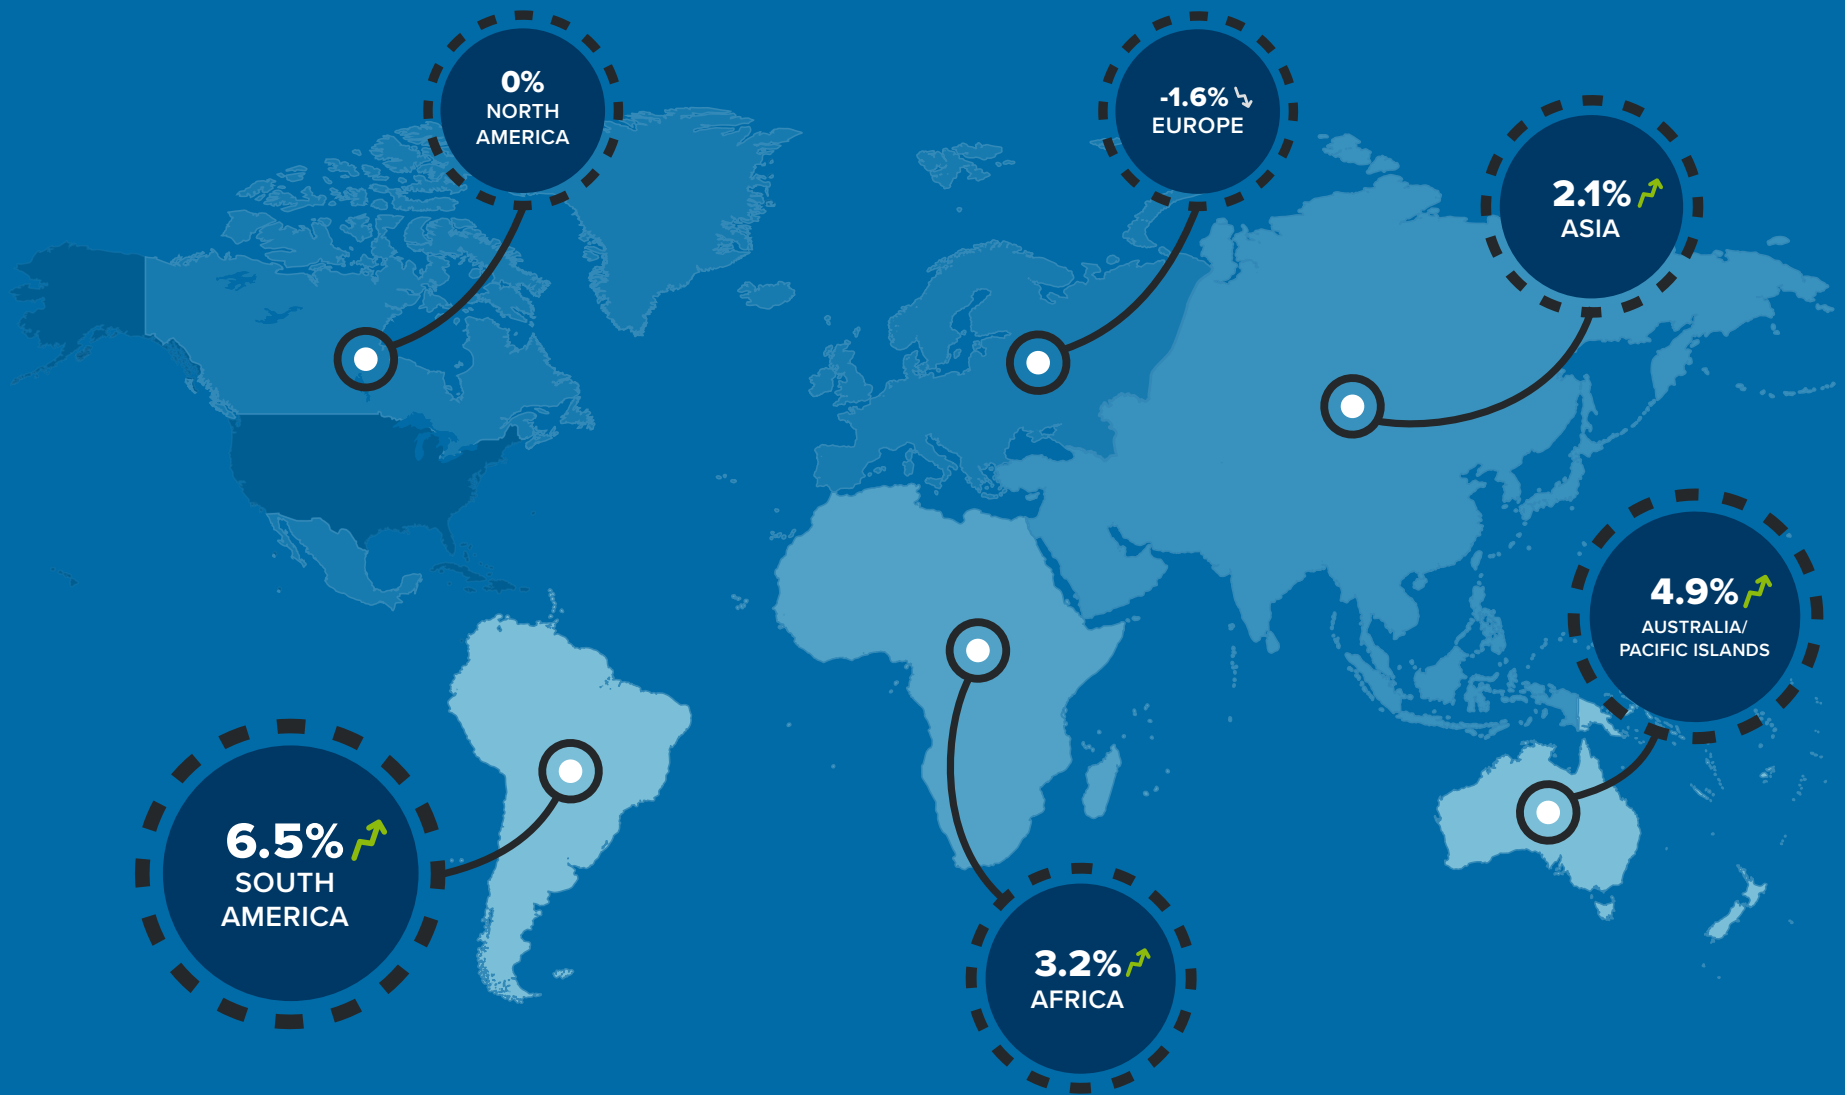 0%
NORTH
AMERICA
-1.6%
EUROPE
2.1%
ASIA
4.9%
AUSTRALIA/
PACIFIC ISLANDS
6.5%
SOUTH
AMERICA
3.2%
AFRICA